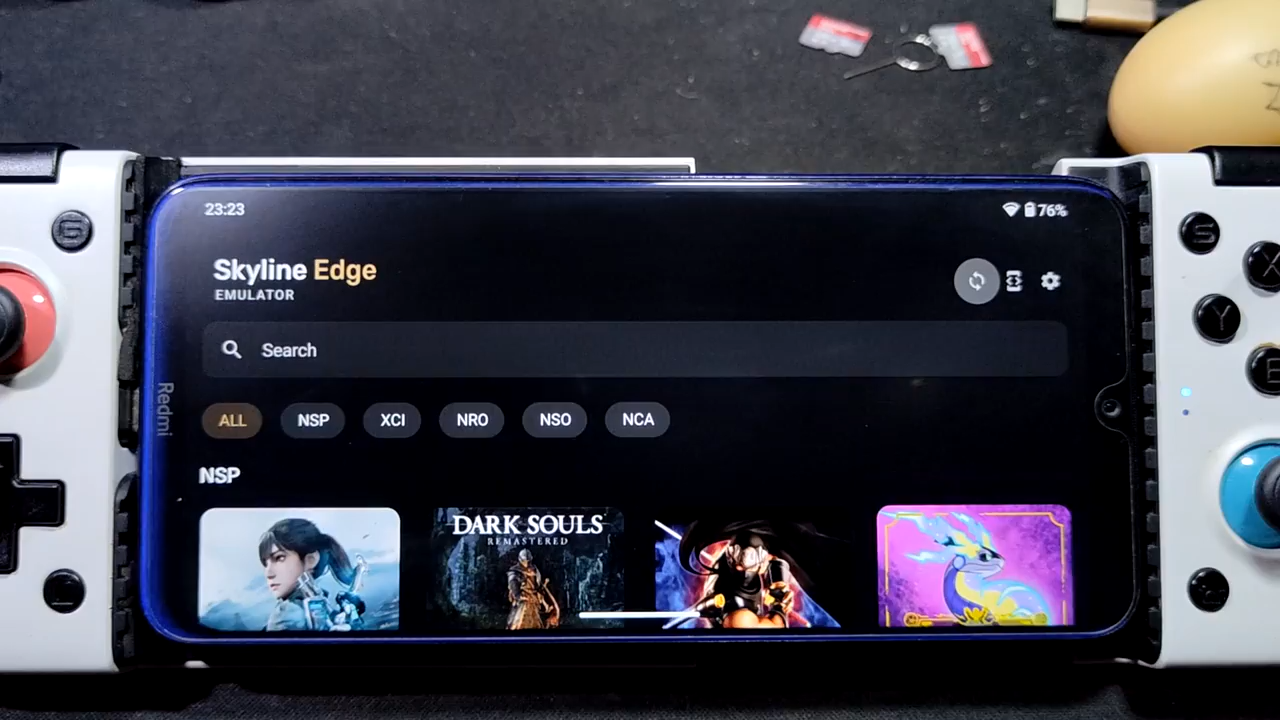 23:23
76%
Skyline Edge
EMULATOR
Search
ALL NSP XCI NRO NSO NCA
NSP
DARK SOULS
REMASTERED
Redmi
S
X
Y